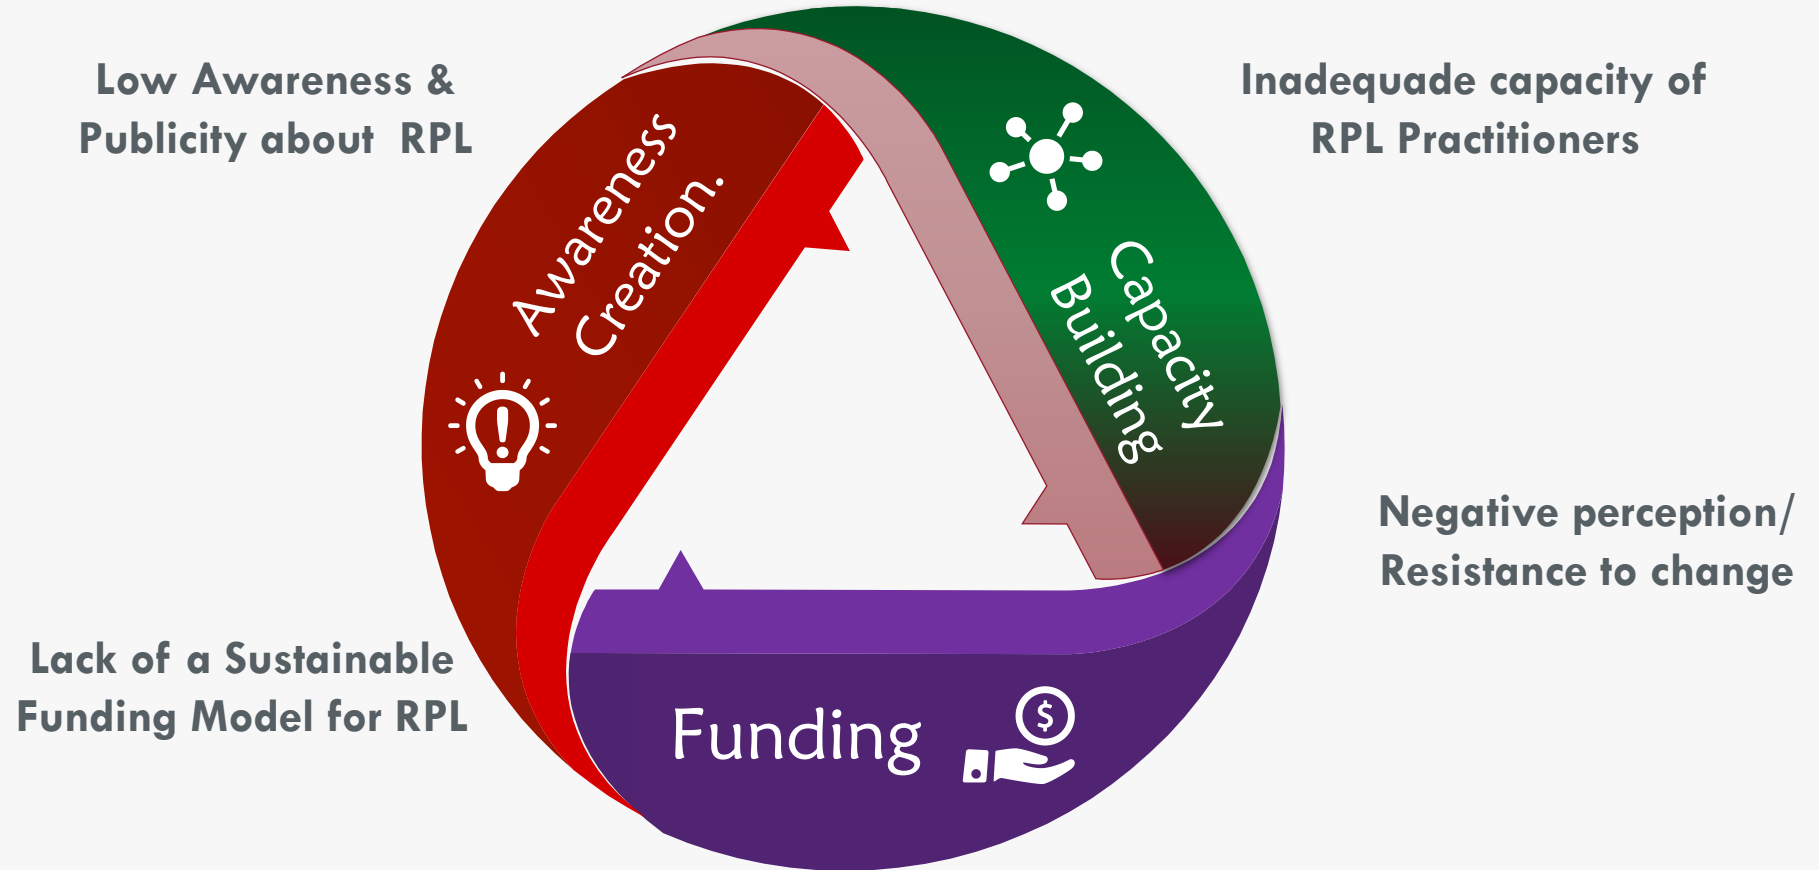 Low Awareness &
Publicity about RPL
Inadequade capacity of
RPL Practitioners
Awareness
Creation.
Capacity
Building
Negative perception/
Resistance to change
Lack of a Sustainable
Funding Model for RPL
Funding
$